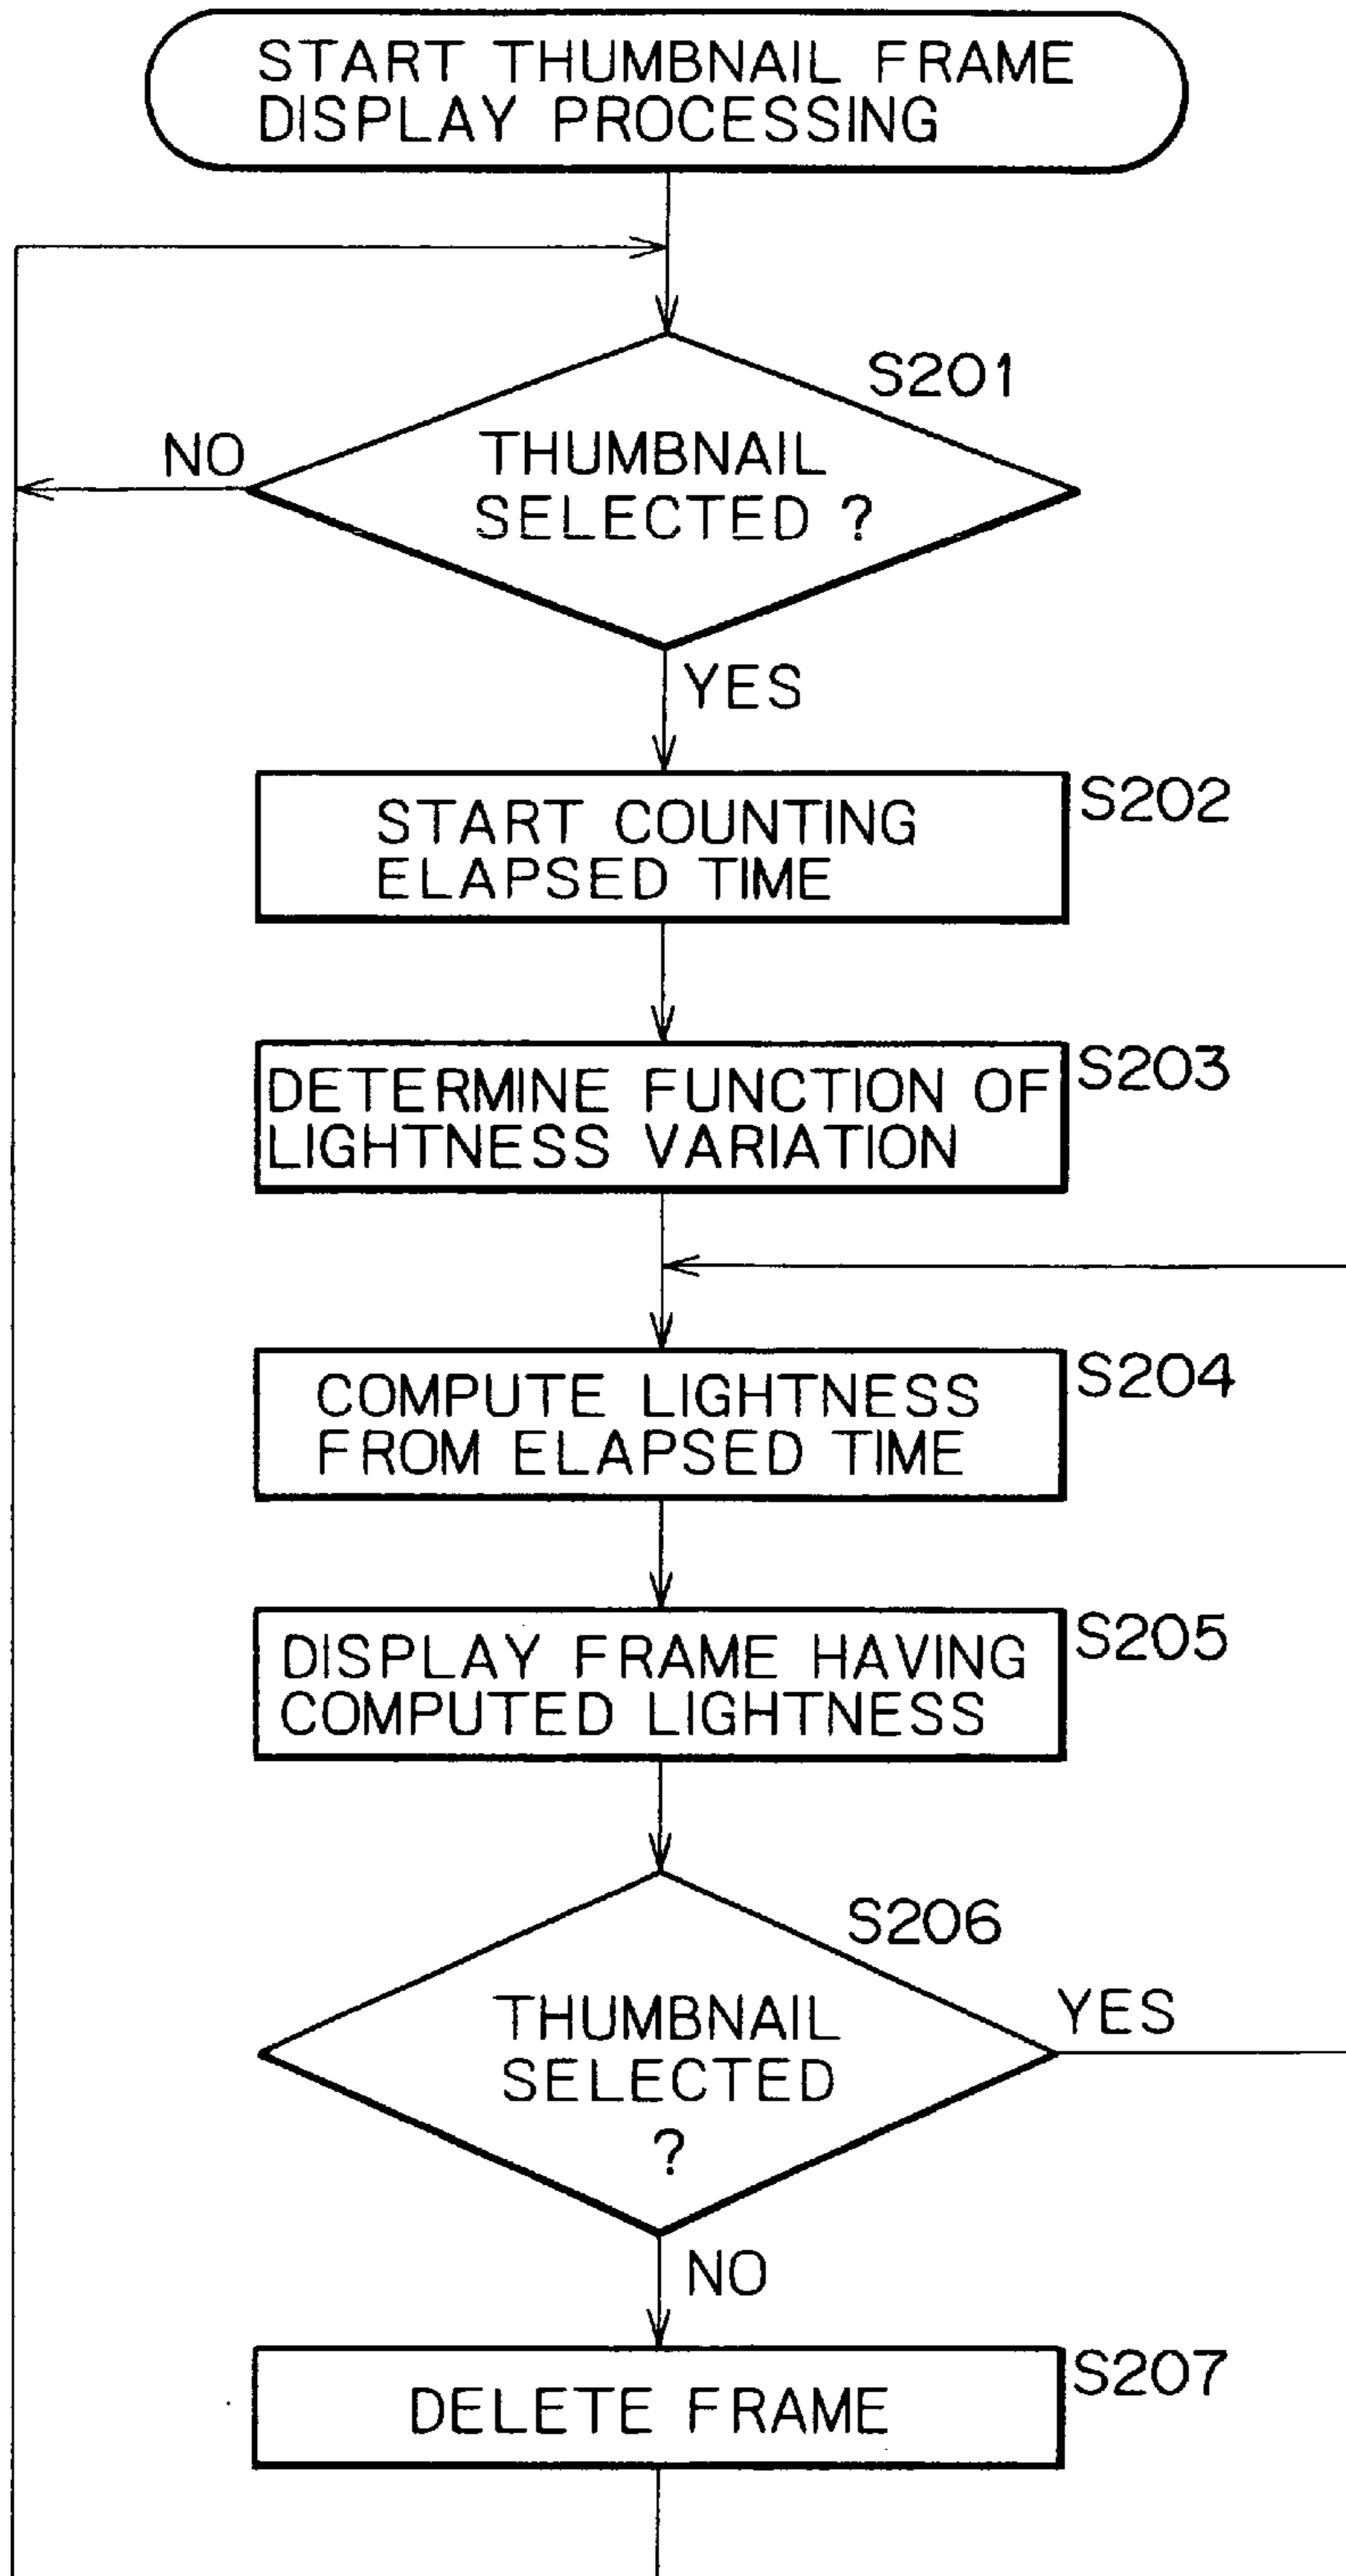 START THUMBNAIL FRAME
DISPLAY PROCESSING
S201
NO
THUMBNAIL
SELECTED ?
YES
S202
START COUNTING
ELAPSED TIME
S203
DETERMINE FUNCTION OF
LIGHTNESS VARIATION
S204
COMPUTE LIGHTNESS
FROM ELAPSED TIME
S205
DISPLAY FRAME HAVING
COMPUTED LIGHTNESS
S206
YES
THUMBNAIL
SELECTED
?
NO
S207
DELETE FRAME